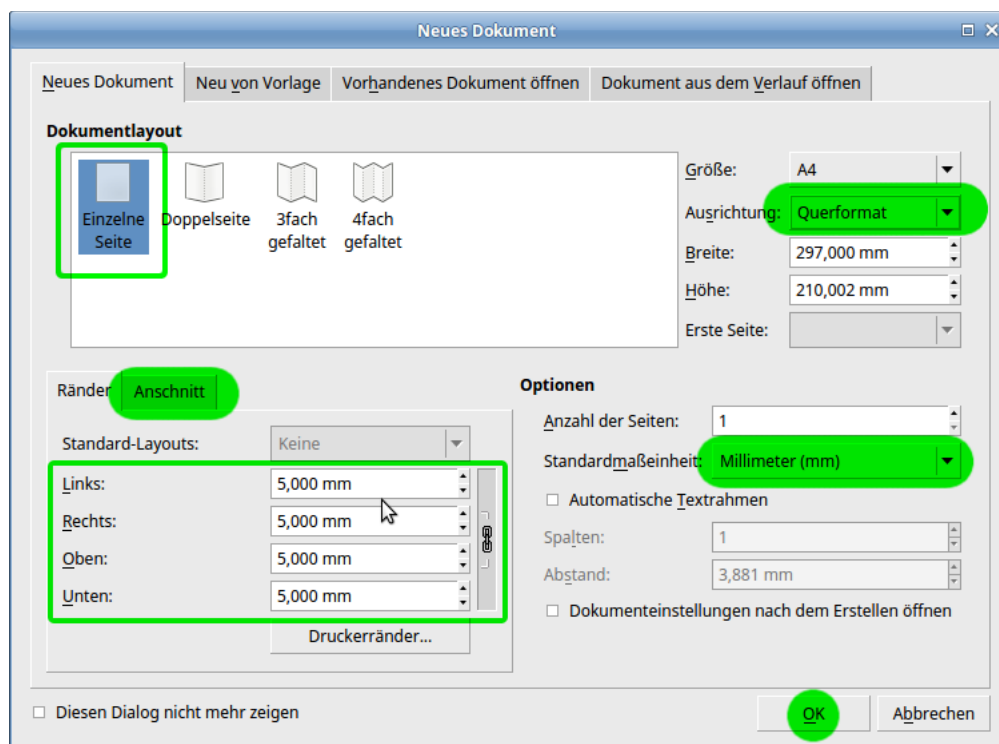 Neues Dokument
Neues Dokument
Neu von Vorlage
Vorhandenes Dokument öffnen
Dokument aus dem Verlauf öffnen
Dokumentlayout
Einzelne
Seite
Doppelseite
3fach
gefaltet
4fach
gefaltet
Größe: A4
Ausrichtung: Querformat
Breite: 297,000 mm
Höhe: 210,002 mm
Erste Seite:
Ränder
Anschnitt
Standard-Layouts: Keine
Links: 5,000 mm
Rechts: 5,000 mm
Oben: 5,000 mm
Unten: 5,000 mm
Druckerränder...
Optionen
Anzahl der Seiten: 1
Standardmaßeinheit: Millimeter (mm)
Automatische Textrahmen
Spalten: 1
Abstand: 3,881 mm
Dokumenteinstellungen nach dem Erstellen öffnen
Diesen Dialog nicht mehr zeigen
OK
Abbrechen